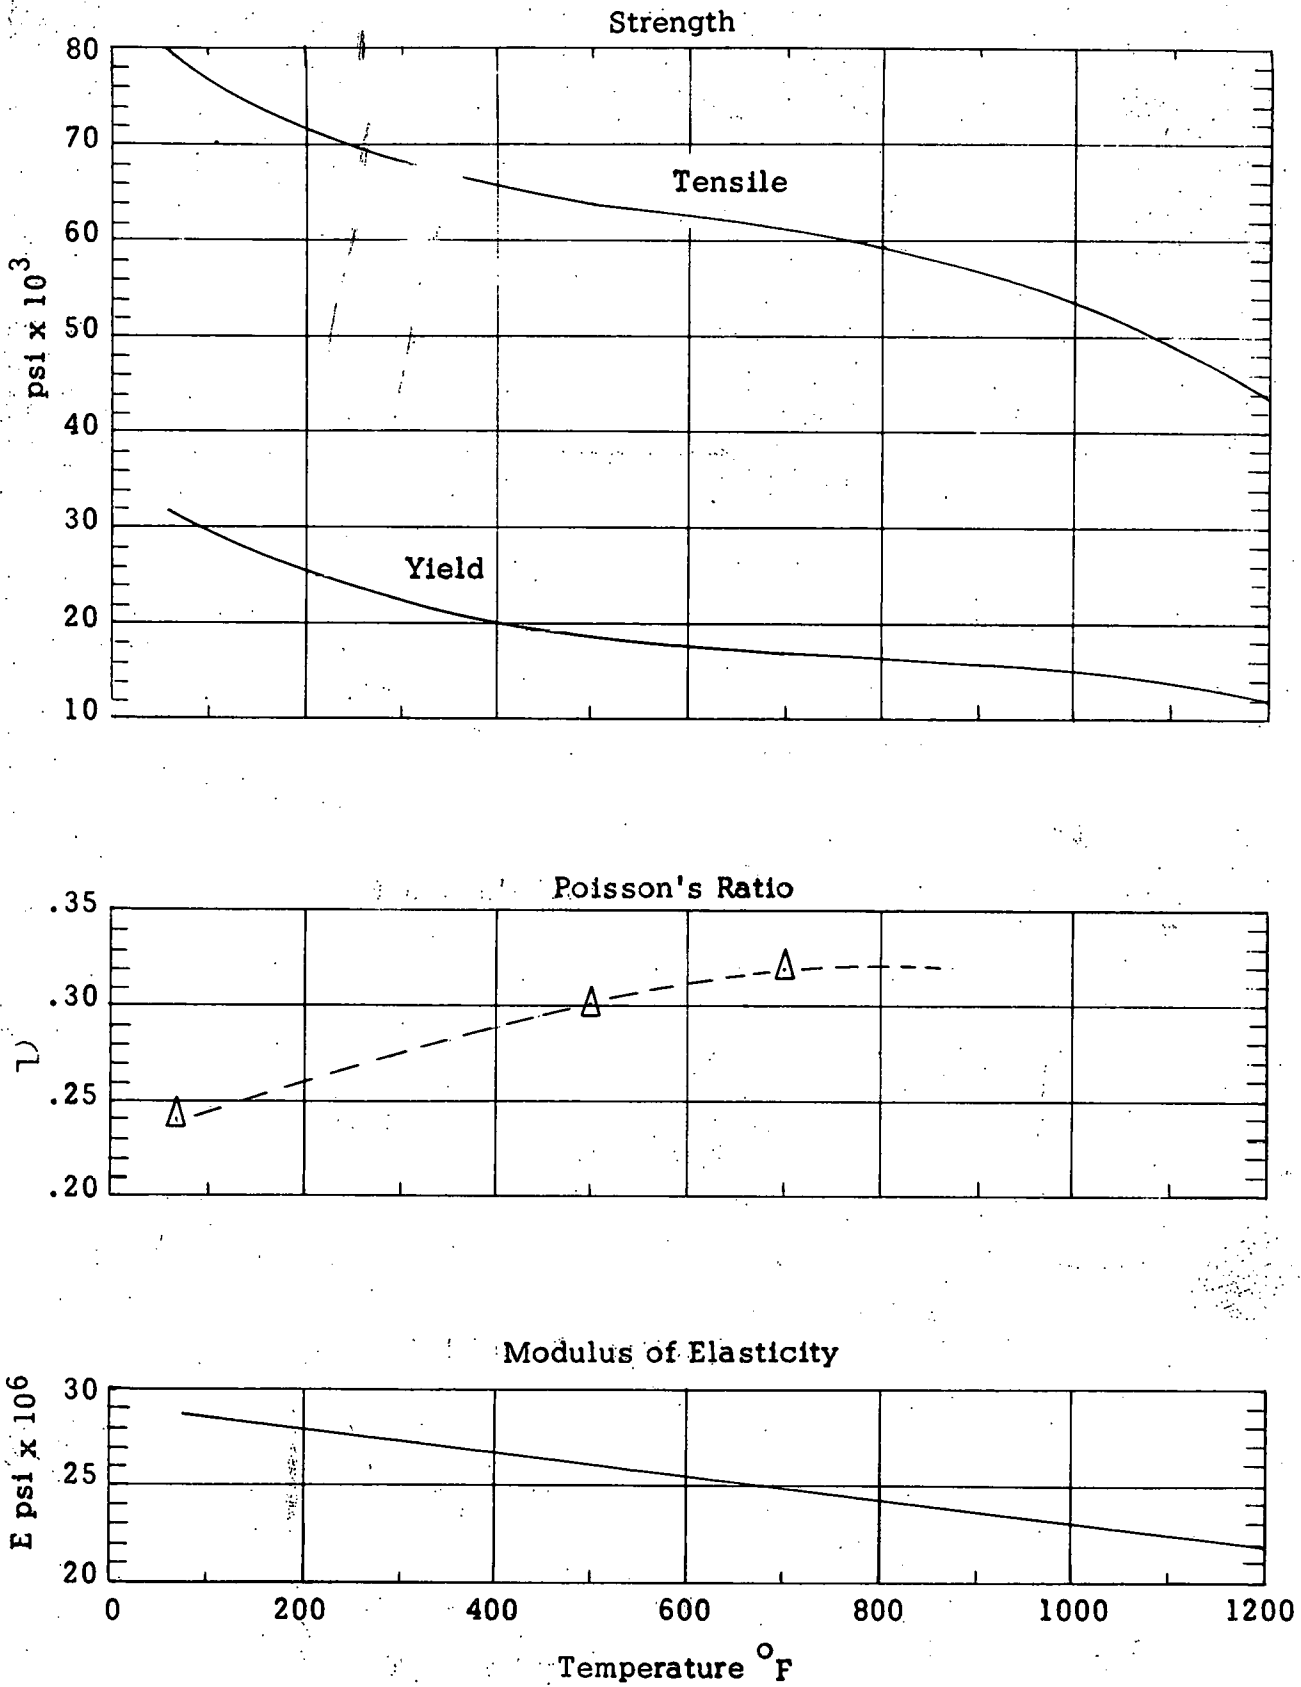 Strength
80
70
60
50
40
30
20
10
psi x 10³
Tensile
Yield
Poisson's Ratio
.35
.30
.25
.20
Modulus of Elasticity
30
25
20
E psi x 10⁶
0 200 400 600 800 1000 1200
Temperature °F